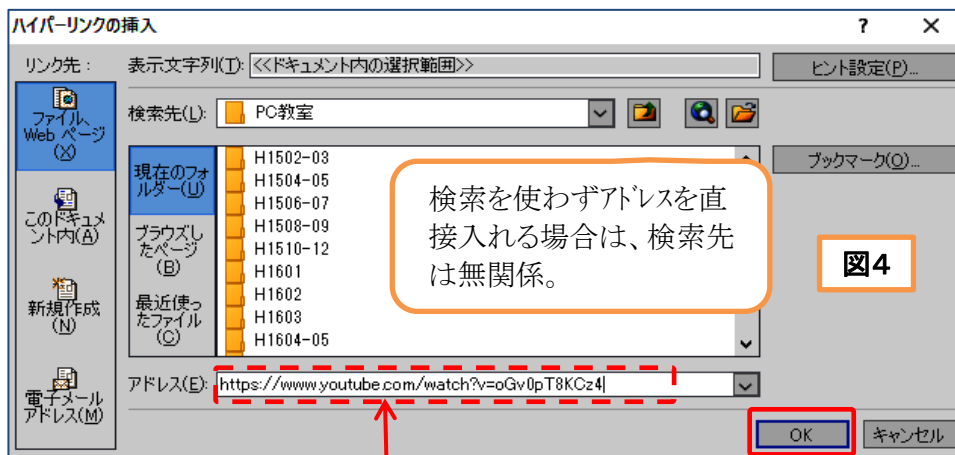 ハイパーリンクの挿入 ? ×
リンク先： 表示文字列(T): <<ドキュメント内の選択範囲>> ヒント設定(P)...
ファイル、
Web ページ
(X)
検索先(L): PC教室
このドキュメ
ント内(A)
新規作成
(N)
電子メール
アドレス(M)
現在のフォ
ルダー(U)
ブラウズし
たページ
(B)
最近使っ
たファイル
(C)
H1502-03
H1504-05
H1506-07
H1508-09
H1510-12
H1601
H1602
H1603
H1604-05
ブックマーク(O)...
検索を使わずアドレスを直
接入れる場合は、検索先
は無関係。
図4
アドレス(E): https://www.youtube.com/watch?v=oGv0pT8KCz4
OK キャンセル